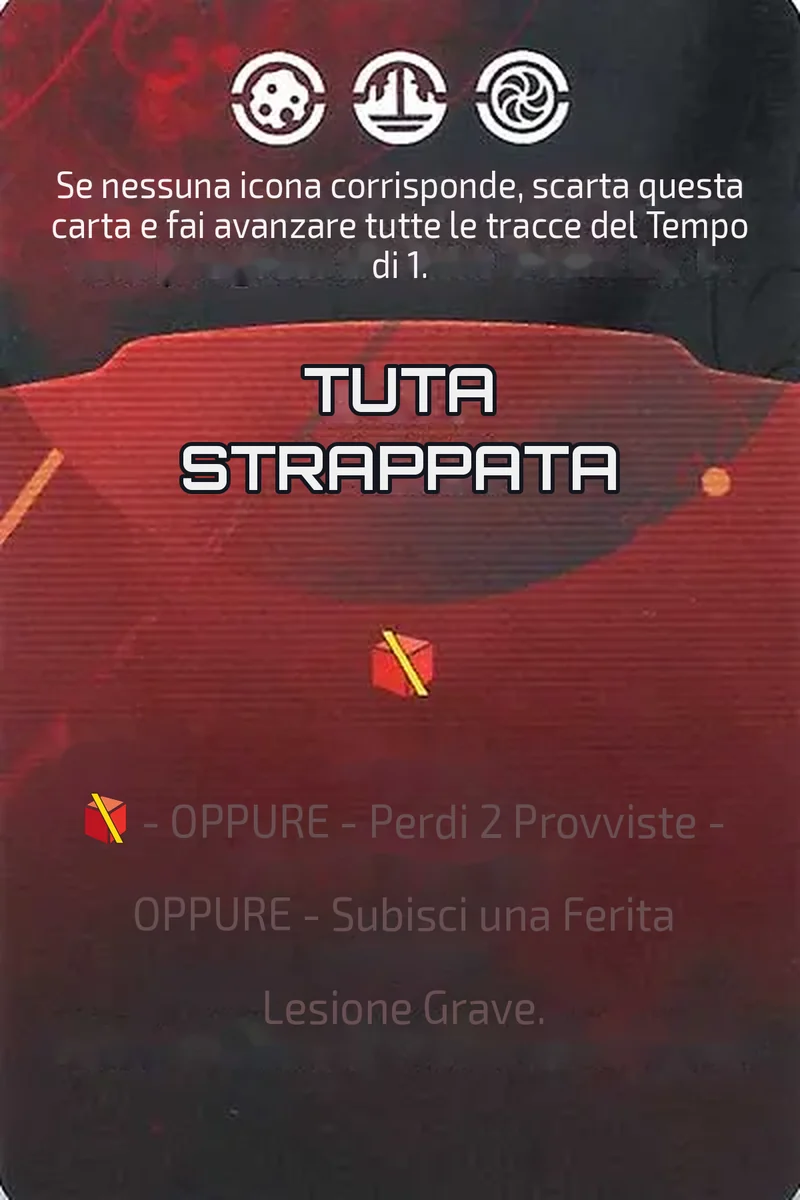 Se nessuna icona corrisponde, scarta questa
carta e fai avanzare tutte le tracce del Tempo
di 1.
TUTA
STRAPPATA
- OPPURE - Perdi 2 Provviste -
OPPURE - Subisci una Ferita
Lesione Grave.